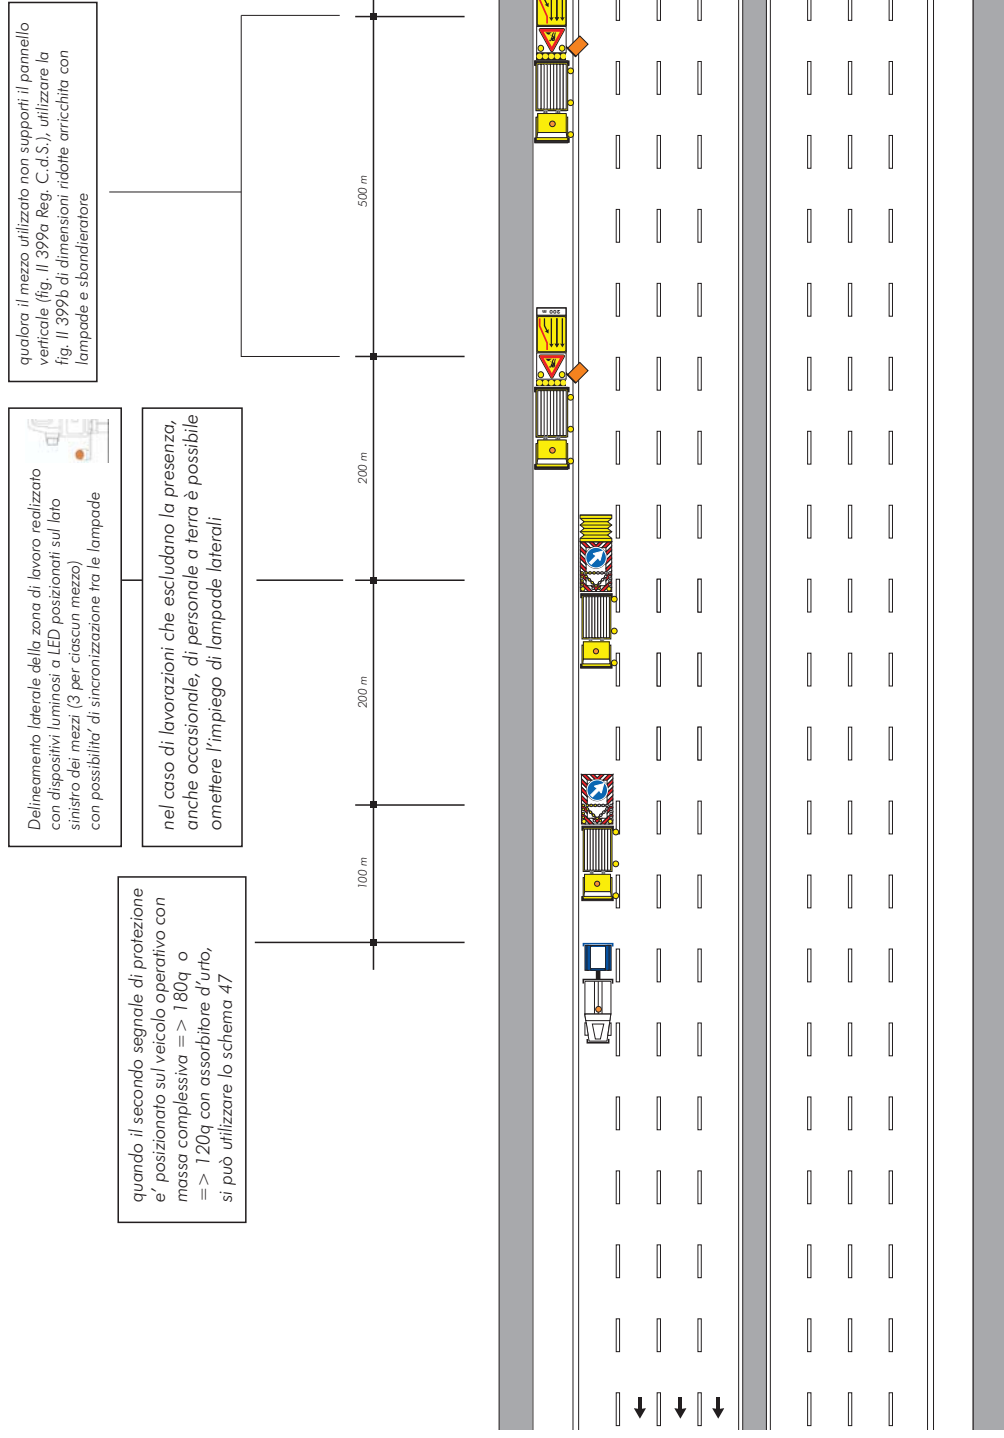 qualora il mezzo utilizzato non supporti il pannello
verticale (fig. II 399a Reg. C.d.S.), utilizzare la
fig. II 399b di dimensioni ridotte arricchita con
lampade e sbandieratore
Delineamento laterale della zona di lavoro realizzato
con dispositivi luminosi a LED posizionati sul lato
sinistro dei mezzi (3 per ciascun mezzo)
con possibilita' di sincronizzazione tra le lampade
nel caso di lavorazioni che escludano la presenza,
anche occasionale, di personale a terra è possibile
omettere l'impiego di lampade laterali
quando il secondo segnale di protezione
e' posizionato sul veicolo operativo con
massa complessiva => 180q o
=> 120q con assorbitore d'urto,
si può utilizzare lo schema 47
500 m
200 m
200 m
100 m
200 m